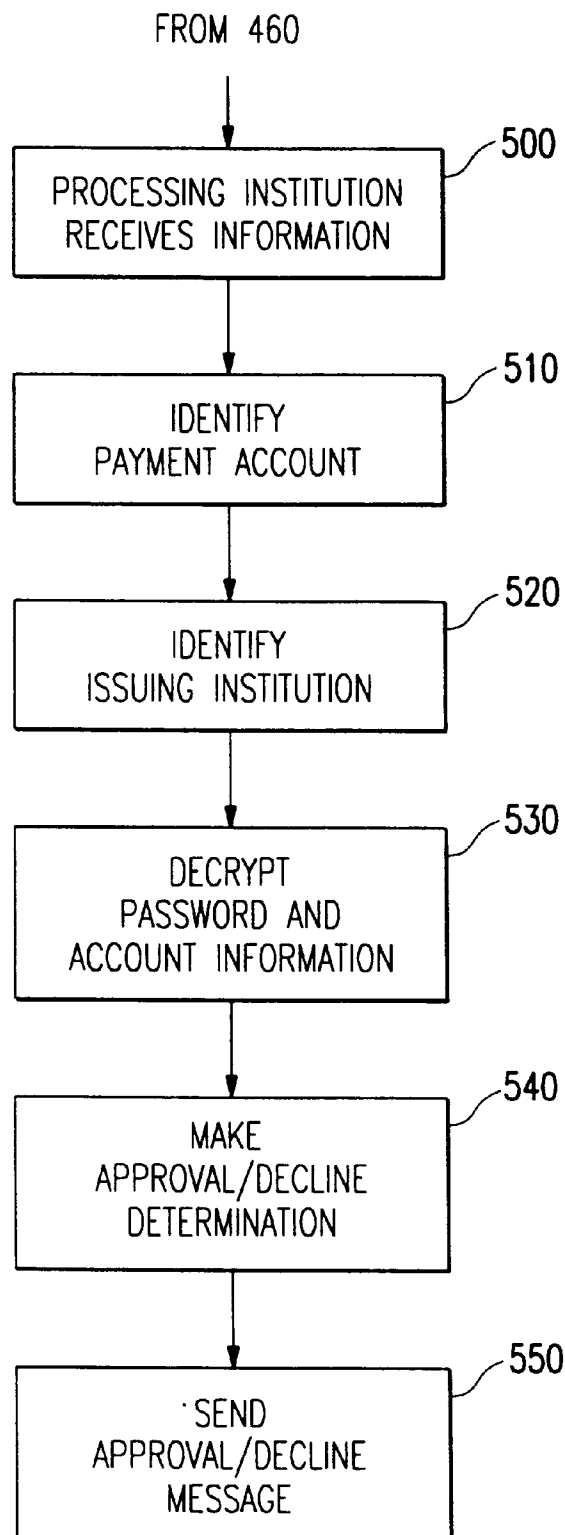 FROM 460
500
PROCESSING INSTITUTION
RECEIVES INFORMATION
510
IDENTIFY
PAYMENT ACCOUNT
520
IDENTIFY
ISSUING INSTITUTION
530
DECRYPT
PASSWORD AND
ACCOUNT INFORMATION
540
MAKE
APPROVAL/DECLINE
DETERMINATION
550
SEND
APPROVAL/DECLINE
MESSAGE